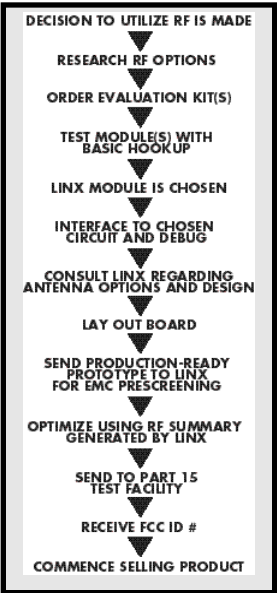 DECISION TO UTILIZE RF IS MADE
RESEARCH RF OPTIONS
ORDER EVALUATION KIT(S)
TEST MODULE(S) WITH
BASIC HOOKUP
LINX MODULE IS CHOSEN
INTERFACE TO CHOSEN
CIRCUIT AND DEBUG
CONSULT LINX REGARDING
ANTENNA OPTIONS AND DESIGN
LAY OUT BOARD
SEND PRODUCTION-READY
PROTOTYPE TO LINX
FOR EMC PRESCREENING
OPTIMIZE USING RF SUMMARY
GENERATED BY LINX
SEND TO PART 15
TEST FACILITY
RECEIVE FCC ID #
COMMENCE SELLING PRODUCT